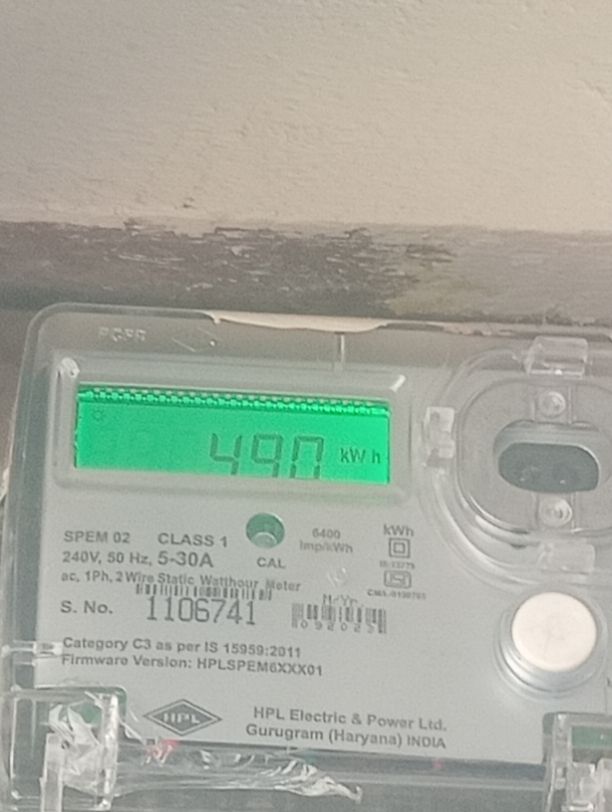 490 kWh
SPEM 02 CLASS 1
240V, 50 Hz, 5-30A
CAL
6400
Imp/kWh
kWh
ac, 1Ph, 2 Wire Static Watthour Meter
S. No. 1106741
M/Yr.
092023
Category C3 as per IS 15959:2011
Firmware Version: HPLSPEM6XXX01
HPL
HPL Electric & Power Ltd.
Gurugram (Haryana) INDIA